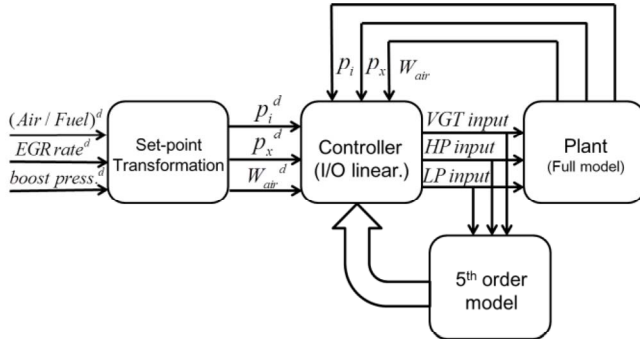 p_i p_x W_air
(Air / Fuel)^d
EGR rate^d
boost press.^d
Set-point
Transformation
p_i^d
p_x^d
W_air^d
Controller
(I/O linear.)
VGT input
HP input
LP input
Plant
(Full model)
5th order
model